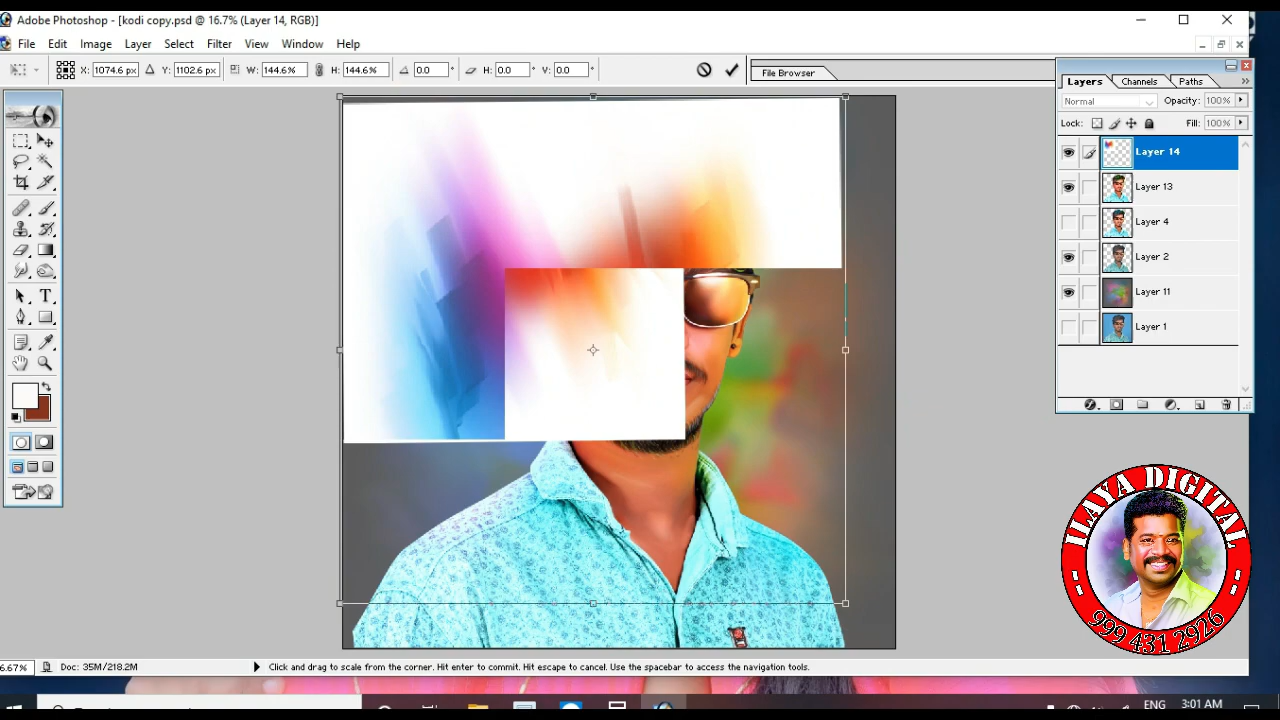 Adobe Photoshop - [kodi copy.psd @ 16.7% (Layer 14, RGB)]
File Edit Image Layer Select Filter View Window Help
X: 1074.6 px Y: 1102.6 px W: 144.6% H: 144.6% 0.0 ° H: 0.0 ° V: 0.0 °
File Browser
Layers Channels Paths
Normal Opacity: 100%
Lock: Fill: 100%
Layer 14
Layer 13
Layer 4
Layer 2
Layer 11
Layer 1
ILAYA DIGITAL
999 431 2926
6.67% Doc: 35M/218.2M Click and drag to scale from the corner. Hit enter to commit. Hit escape to cancel. Use the spacebar to access the navigation tools.
ENG 3:01 AM